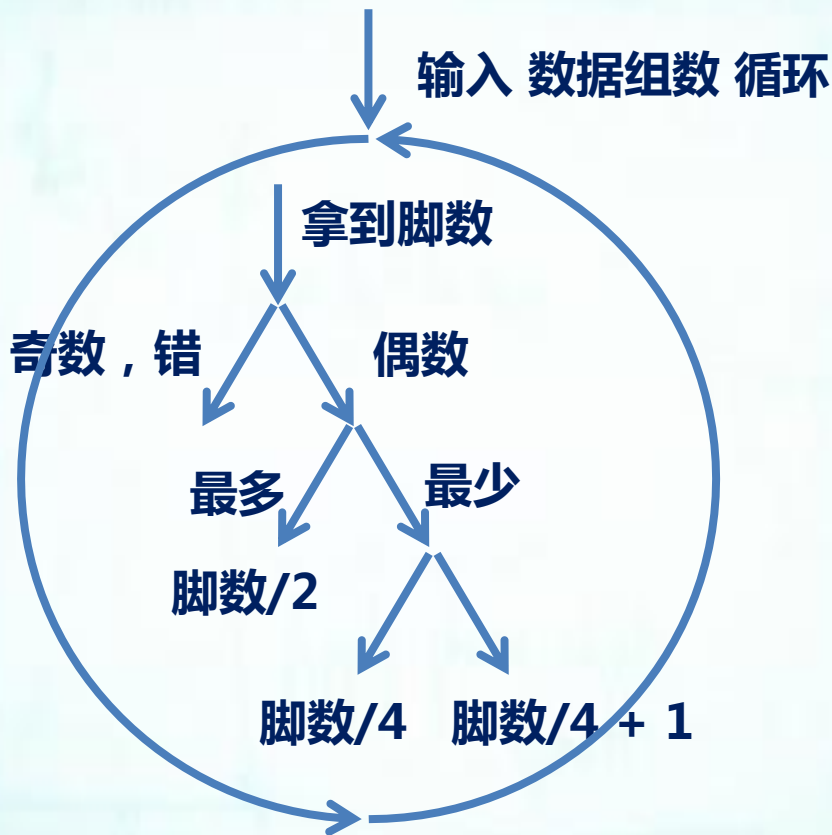 输入 数据组数 循环
拿到脚数
奇数，错
偶数
最多
最少
脚数/2
脚数/4
脚数/4 + 1